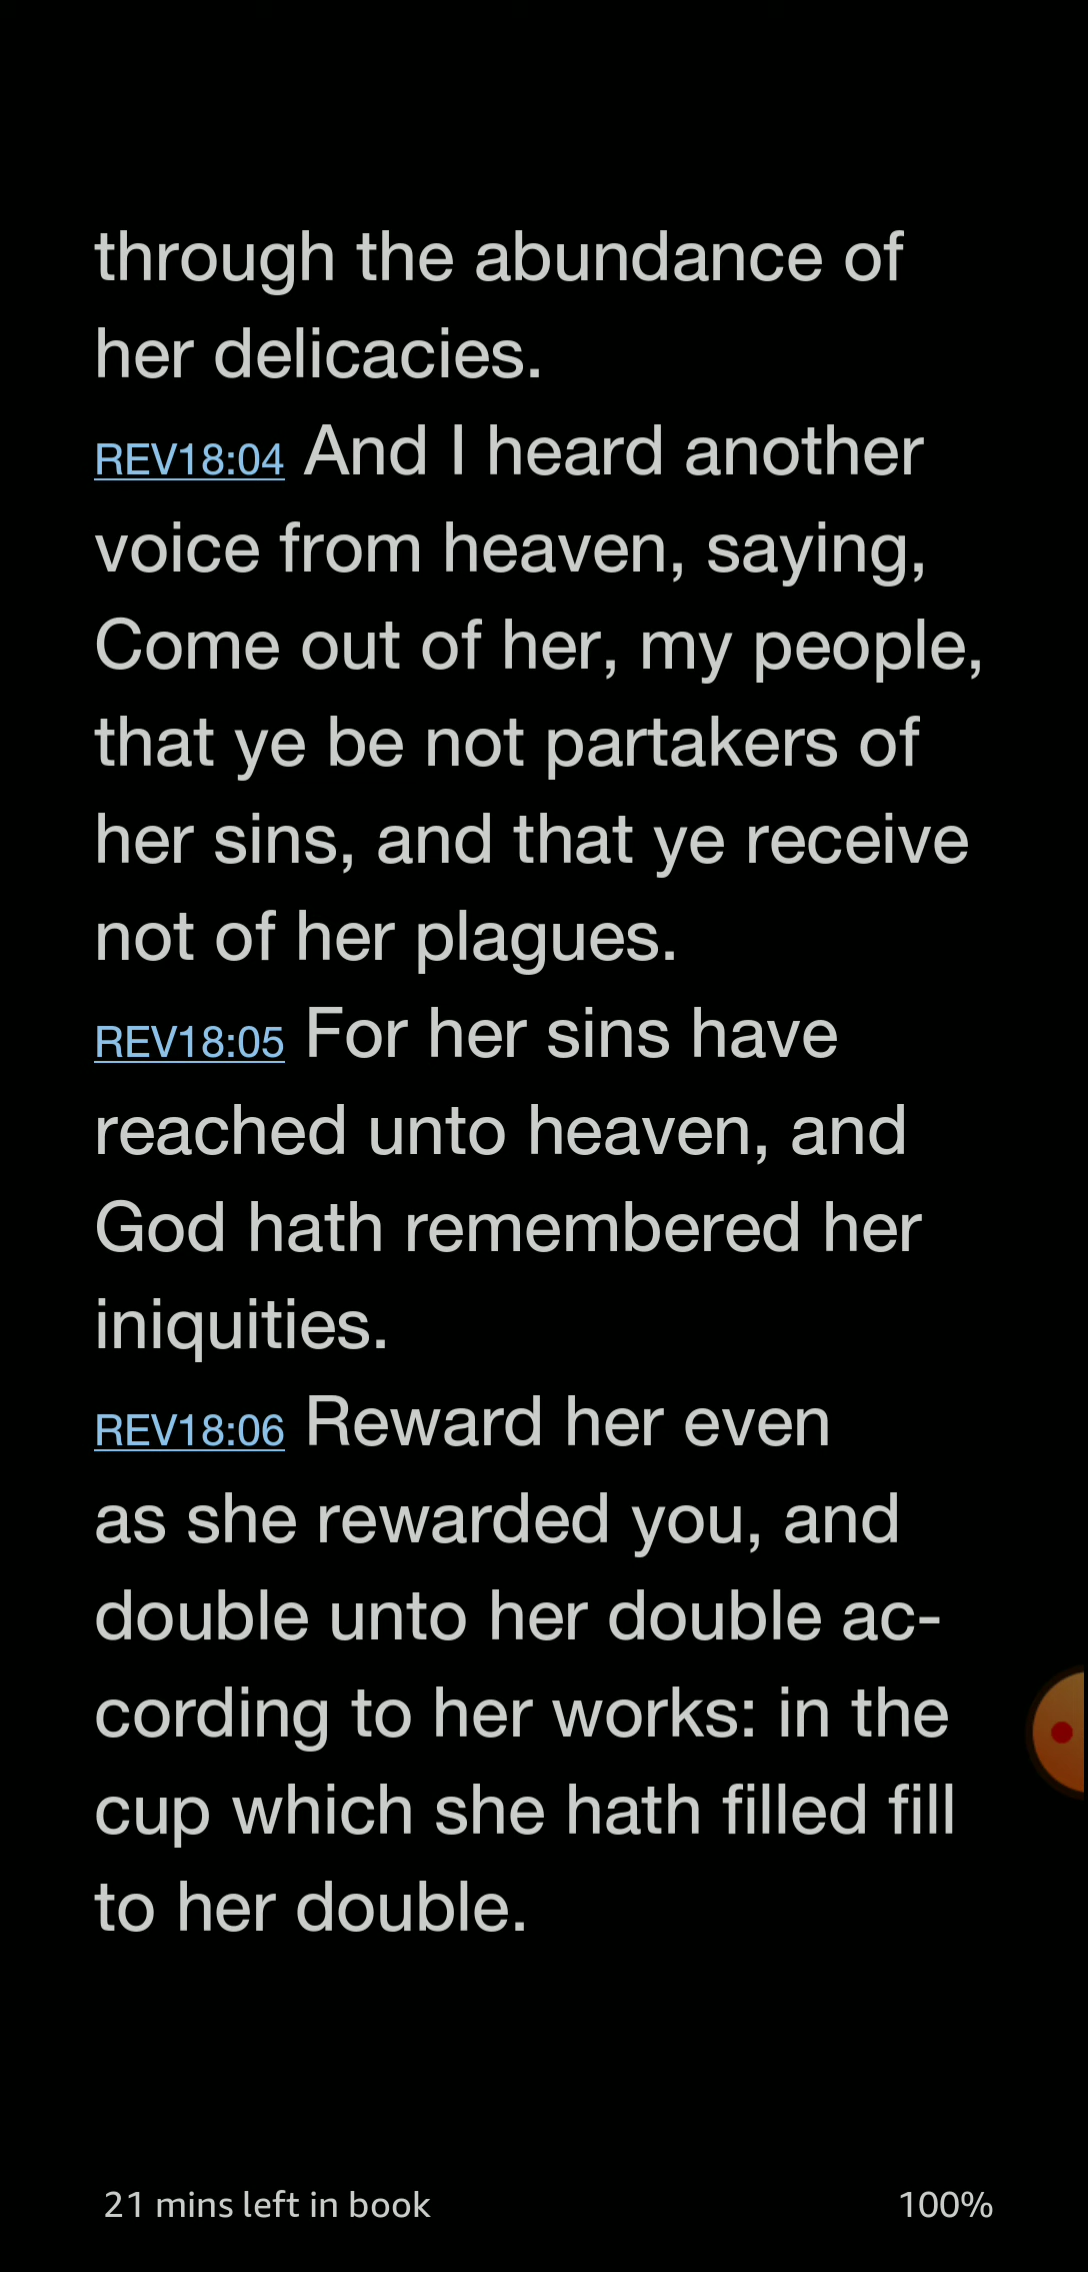 through the abundance of
her delicacies.
REV18:04 And I heard another
voice from heaven, saying,
Come out of her, my people,
that ye be not partakers of
her sins, and that ye receive
not of her plagues.
REV18:05 For her sins have
reached unto heaven, and
God hath remembered her
iniquities.
REV18:06 Reward her even
as she rewarded you, and
double unto her double ac-
cording to her works: in the
cup which she hath filled fill
to her double.
21 mins left in book 100%